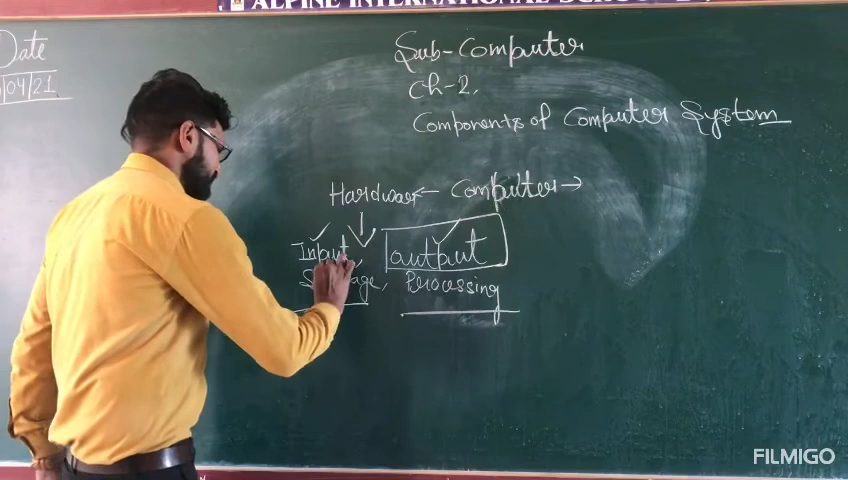 ALPINE INTERNATIONAL SCHOOL
Date
/04/21
Sub-Computer
Ch-2.
Components of Computer System
Hardware ← Computer →
Input, output
Storage, Processing
FILMIGO